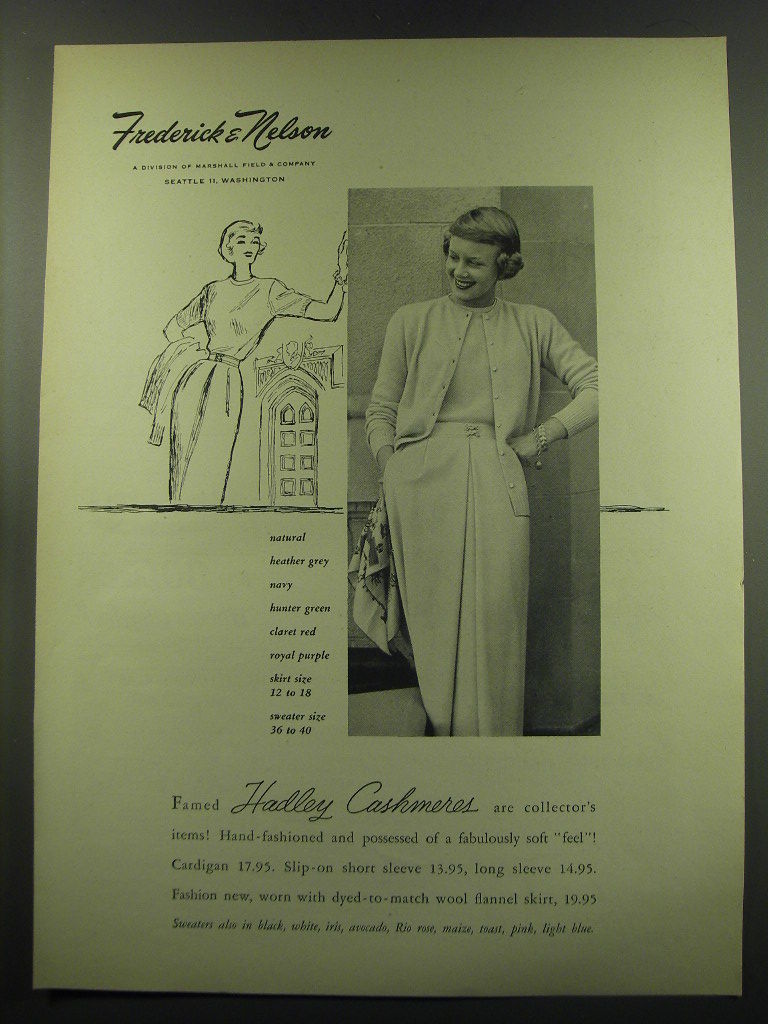 Frederick & Nelson
A DIVISION OF MARSHALL FIELD & COMPANY
SEATTLE 11, WASHINGTON
natural
heather grey
navy
hunter green
claret red
royal purple
skirt size
12 to 18
sweater size
36 to 40
Famed Hadley Cashmeres are collector's
items! Hand-fashioned and possessed of a fabulously soft "feel"!
Cardigan 17.95. Slip-on short sleeve 13.95, long sleeve 14.95.
Fashion new, worn with dyed-to-match wool flannel skirt, 19.95
Sweaters also in black, white, iris, avocado, Rio rose, maize, toast, pink, light blue.